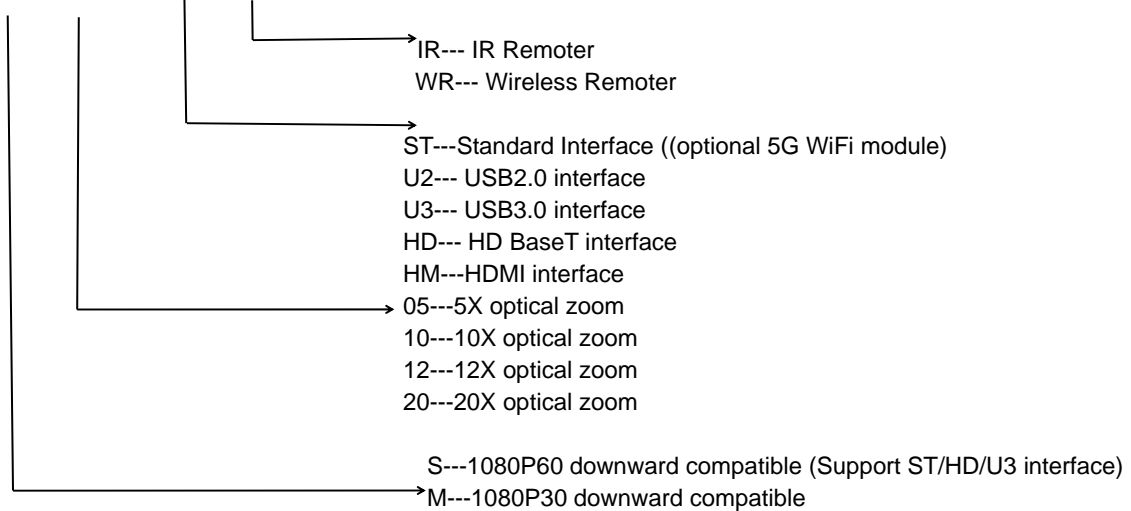 IR--- IR Remoter
WR--- Wireless Remoter
ST---Standard Interface ((optional 5G WiFi module)
U2--- USB2.0 interface
U3--- USB3.0 interface
HD--- HD BaseT interface
HM---HDMI interface
05---5X optical zoom
10---10X optical zoom
12---12X optical zoom
20---20X optical zoom
S---1080P60 downward compatible (Support ST/HD/U3 interface)
M---1080P30 downward compatible